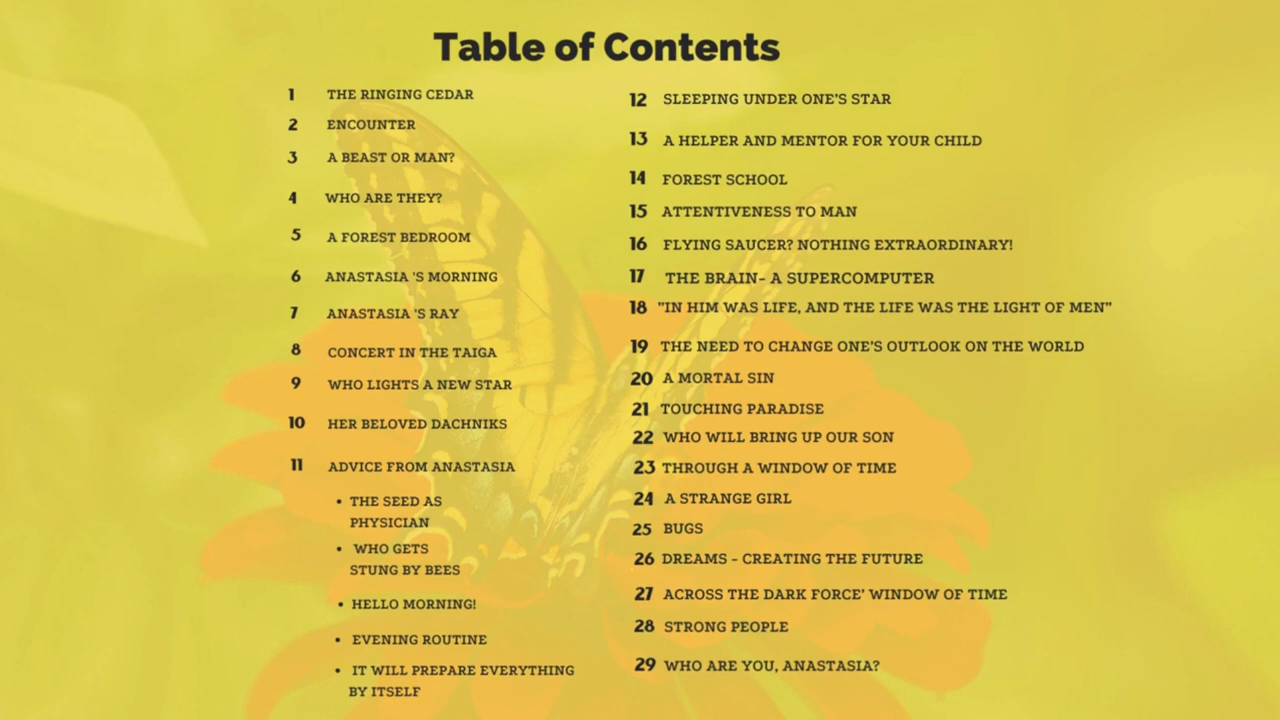 Table of Contents
1 THE RINGING CEDAR
2 ENCOUNTER
3 A BEAST OR MAN?
4 WHO ARE THEY?
5 A FOREST BEDROOM
6 ANASTASIA 'S MORNING
7 ANASTASIA 'S RAY
8 CONCERT IN THE TAIGA
9 WHO LIGHTS A NEW STAR
10 HER BELOVED DACHNIKS
11 ADVICE FROM ANASTASIA
• THE SEED AS
PHYSICIAN
• WHO GETS
STUNG BY BEES
• HELLO MORNING!
• EVENING ROUTINE
• IT WILL PREPARE EVERYTHING
BY ITSELF
12 SLEEPING UNDER ONE'S STAR
13 A HELPER AND MENTOR FOR YOUR CHILD
14 FOREST SCHOOL
15 ATTENTIVENESS TO MAN
16 FLYING SAUCER? NOTHING EXTRAORDINARY!
17 THE BRAIN- A SUPERCOMPUTER
18 "IN HIM WAS LIFE, AND THE LIFE WAS THE LIGHT OF MEN"
19 THE NEED TO CHANGE ONE'S OUTLOOK ON THE WORLD
20 A MORTAL SIN
21 TOUCHING PARADISE
22 WHO WILL BRING UP OUR SON
23 THROUGH A WINDOW OF TIME
24 A STRANGE GIRL
25 BUGS
26 DREAMS - CREATING THE FUTURE
27 ACROSS THE DARK FORCE' WINDOW OF TIME
28 STRONG PEOPLE
29 WHO ARE YOU, ANASTASIA?